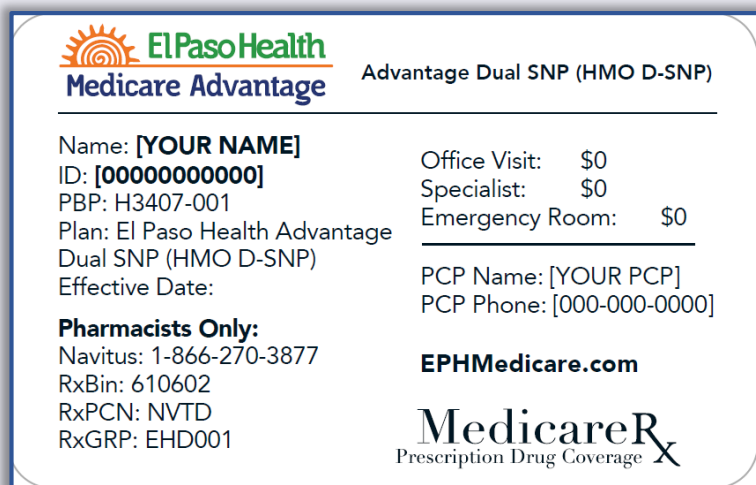 El Paso Health
Medicare Advantage
Advantage Dual SNP (HMO D-SNP)
Name: [YOUR NAME]
ID: [00000000000]
PBP: H3407-001
Plan: El Paso Health Advantage
Dual SNP (HMO D-SNP)
Effective Date:
Pharmacists Only:
Navitus: 1-866-270-3877
RxBin: 610602
RxPCN: NVTD
RxGRP: EHD001
Office Visit: $0
Specialist: $0
Emergency Room: $0
PCP Name: [YOUR PCP]
PCP Phone: [000-000-0000]
EPHMedicare.com
MedicareRx
Prescription Drug Coverage